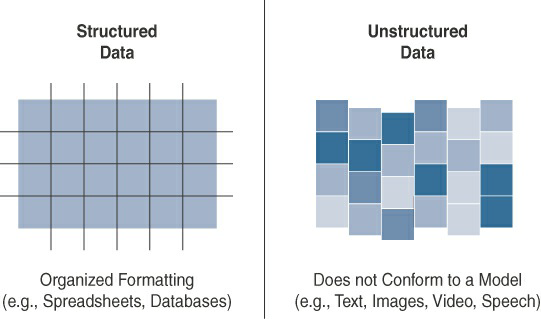 Structured
Data
Organized Formatting
(e.g., Spreadsheets, Databases)
Unstructured
Data
Does not Conform to a Model
(e.g., Text, Images, Video, Speech)